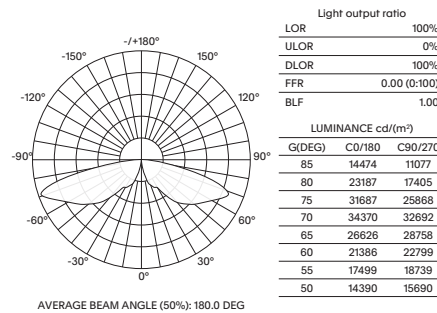 -/+180°
-150°
150°
-120°
120°
-90°
90°
-60°
60°
-30°
30°
0°
AVERAGE BEAM ANGLE (50%): 180.0 DEG
Light output ratio
LOR 100%
ULOR 0%
DLOR 100%
FFR 0.00 (0:100)
BLF 1.00
LUMINANCE cd/(m²)
G(DEG) C0/180 C90/270
85 14474 11077
80 23187 17405
75 31687 25868
70 34370 32692
65 26626 28758
60 21386 22799
55 17499 18739
50 14390 15690